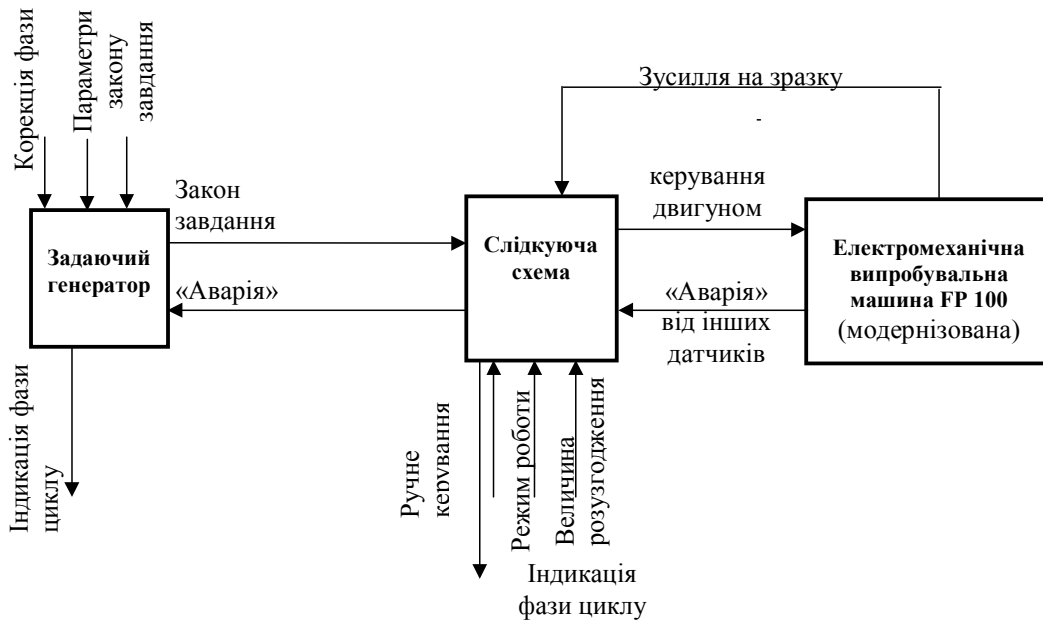 Корекція фази
Параметри
закону
завдання
Зусилля на зразку
-
Закон
завдання
керування
двигуном
Задаючий
генератор
Слідкуюча
схема
Електромеханічна
випробувальна
машина FP 100
(модернізована)
«Аварія»
«Аварія»
від інших
датчиків
Індикація фази
циклу
Ручне
керування
Режим роботи
Величина
розузгодження
Індикація
фази циклу